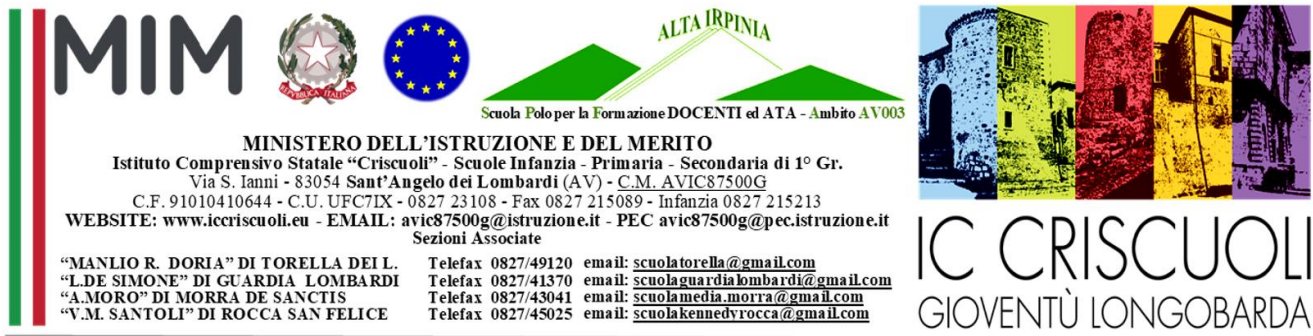 MIM
REPVBBLICA ITALIANA
ALTA IRPINIA
Scuola Polo per la Formazione DOCENTI ed ATA - Ambito AV003
MINISTERO DELL'ISTRUZIONE E DEL MERITO
Istituto Comprensivo Statale “Criscuoli” - Scuole Infanzia - Primaria - Secondaria di 1° Gr.
Via S. Ianni - 83054 Sant'Angelo dei Lombardi (AV) - C.M. AVIC87500G
C.F. 91010410644 - C.U. UFC7IX - 0827 23108 - Fax 0827 215089 - Infanzia 0827 215213
WEBSITE: www.iccriscuoli.eu - EMAIL: avic87500g@istruzione.it - PEC avic87500g@pec.istruzione.it
Sezioni Associate
“MANLIO R. DORIA” DI TORELLA DEI L. Telefax 0827/49120 email: scuolatorella@gmail.com
“L.DE SIMONE” DI GUARDIA LOMBARDI Telefax 0827/41370 email: scuolaguardialombardi@gmail.com
“A.MORO” DI MORRA DE SANCTIS Telefax 0827/43041 email: scuolamedia.morra@gmail.com
“V.M. SANTOLI” DI ROCCA SAN FELICE Telefax 0827/45025 email: scuolakennedyrocca@gmail.com
IC CRISCUOLI
GIOVENTÙ LONGOBARDA